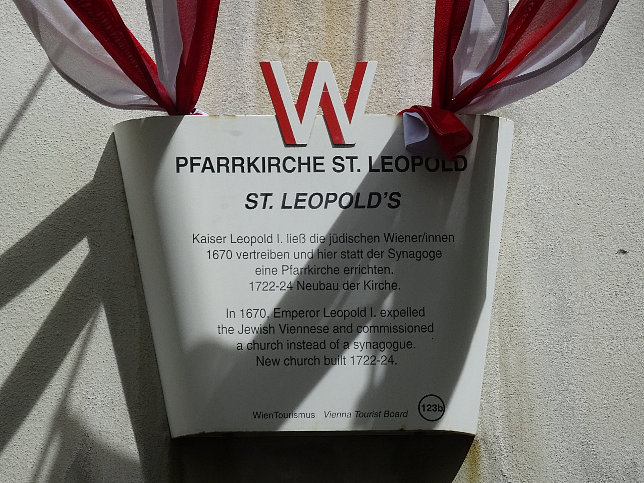 W
PFARRKIRCHE ST. LEOPOLD
ST. LEOPOLD'S
Kaiser Leopold I. ließ die jüdischen Wiener/innen
1670 vertreiben und hier statt der Synagoge
eine Pfarrkirche errichten.
1722-24 Neubau der Kirche.
In 1670, Emperor Leopold I. expelled
the Jewish Viennese and commissioned
a church instead of a synagogue.
New church built 1722-24.
WienTourismus Vienna Tourist Board 123b